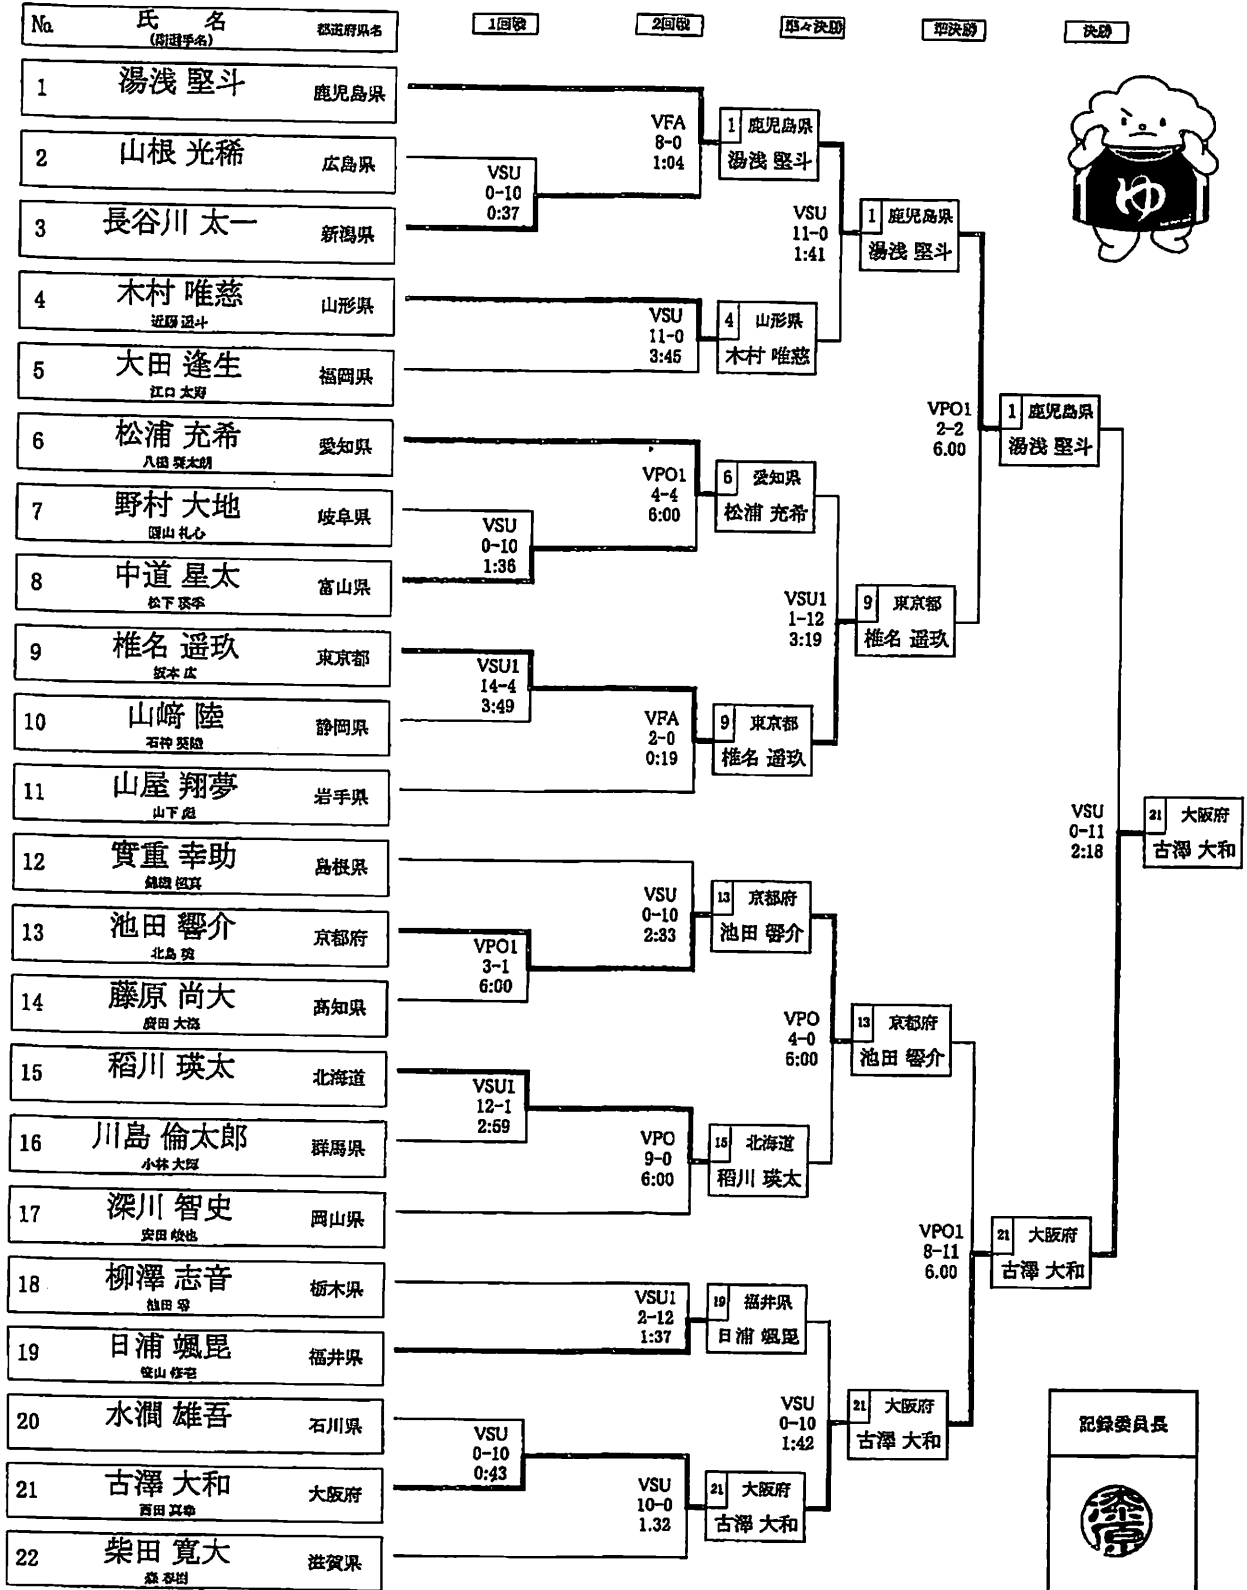 No. 氏 名 (補選手名) 都道府県名 1回戦 2回戦 準々決勝 準決勝 決勝
1 湯浅 堅斗 鹿児島県
2 山根 光稀 広島県
3 長谷川 太一 新潟県
4 木村 唯慈 山形県
5 大田 逢生 福岡県
6 松浦 充希 愛知県
7 野村 大地 岐阜県
8 中道 星太 富山県
9 椎名 遥玖 東京都
坂本 広
10 山﨑 陸 静岡県
11 山屋 翔夢 岩手県
12 實重 幸助 島根県
13 池田 響介 京都府
14 藤原 尚大 高知県
15 稲川 瑛太 北海道
16 川島 倫太郎 群馬県
17 深川 智史 岡山県
安田 峻也
18 柳澤 志音 栃木県
19 日浦 颯毘 福井県
20 水澗 雄吾 石川県
21 古澤 大和 大阪府
22 柴田 寛大 滋賀県
VSU
0-10
0:37
VSU
0-10
1:36
VSU1
14-4
3:49
VPO1
3-1
6:00
VSU1
12-1
2:59
VSU
0-10
0:43
VFA
8-0
1:04
VSU
11-0
3:45
VPO1
4-4
6:00
VFA
2-0
0:19
VSU
0-10
2:33
VPO
9-0
6:00
VSU1
2-12
1:37
VSU
10-0
1.32
1 鹿児島県
湯浅 堅斗
4 山形県
木村 唯慈
6 愛知県
松浦 充希
9 東京都
椎名 遥玖
13 京都府
池田 響介
15 北海道
稲川 瑛太
19 福井県
日浦 颯毘
21 大阪府
古澤 大和
VSU
11-0
1:41
VSU1
1-12
3:19
VPO
4-0
6:00
VSU
0-10
1:42
1 鹿児島県
湯浅 堅斗
9 東京都
椎名 遥玖
13 京都府
池田 響介
21 大阪府
古澤 大和
VPO1
2-2
6.00
VPO1
8-11
6.00
1 鹿児島県
湯浅 堅斗
21 大阪府
古澤 大和
VSU
0-11
2:18
21 大阪府
古澤 大和
ゆ
記録委員長